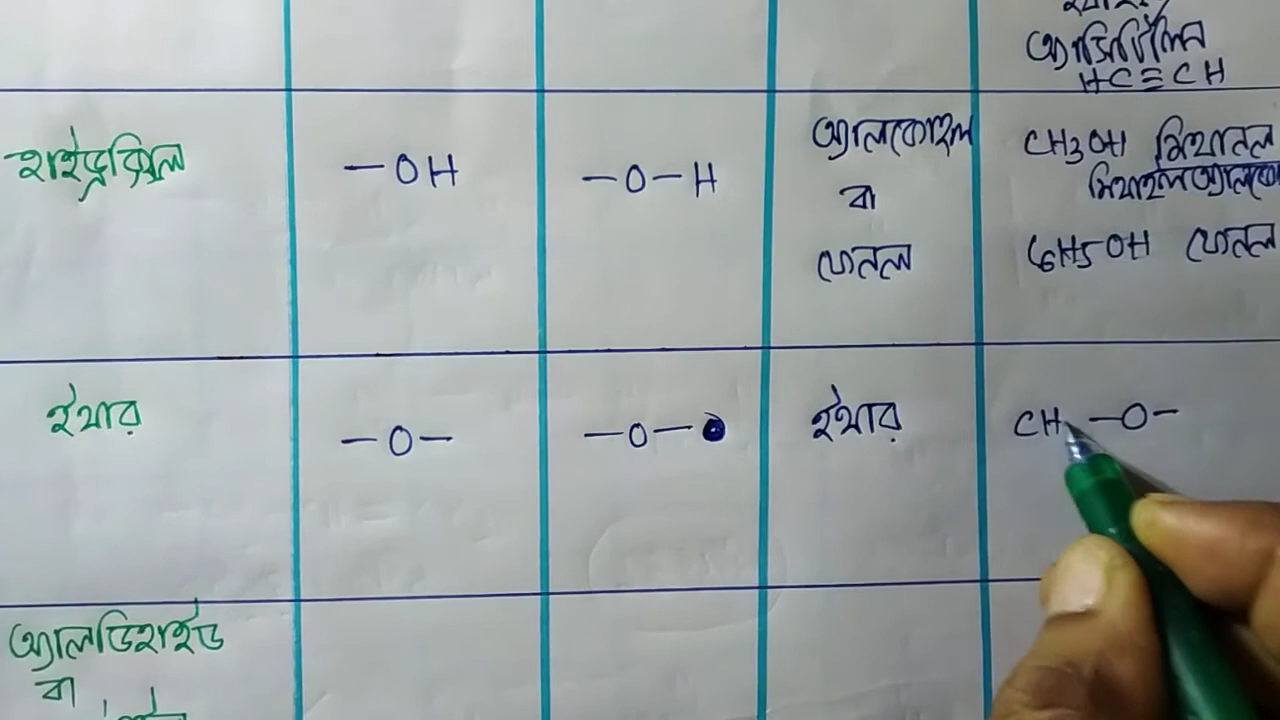 অ্যাসিটিলিন
HC≡CH
হাইড্রক্সিল
—OH
—O—H
অ্যালকোহল
বা
ফেনল
CH3OH মিথানল
মিথাইল অ্যালকো
C6H5OH ফেনল
ইথার
—O—
—O—
ইথার
CH —O—
অ্যালডিহাইড
বা